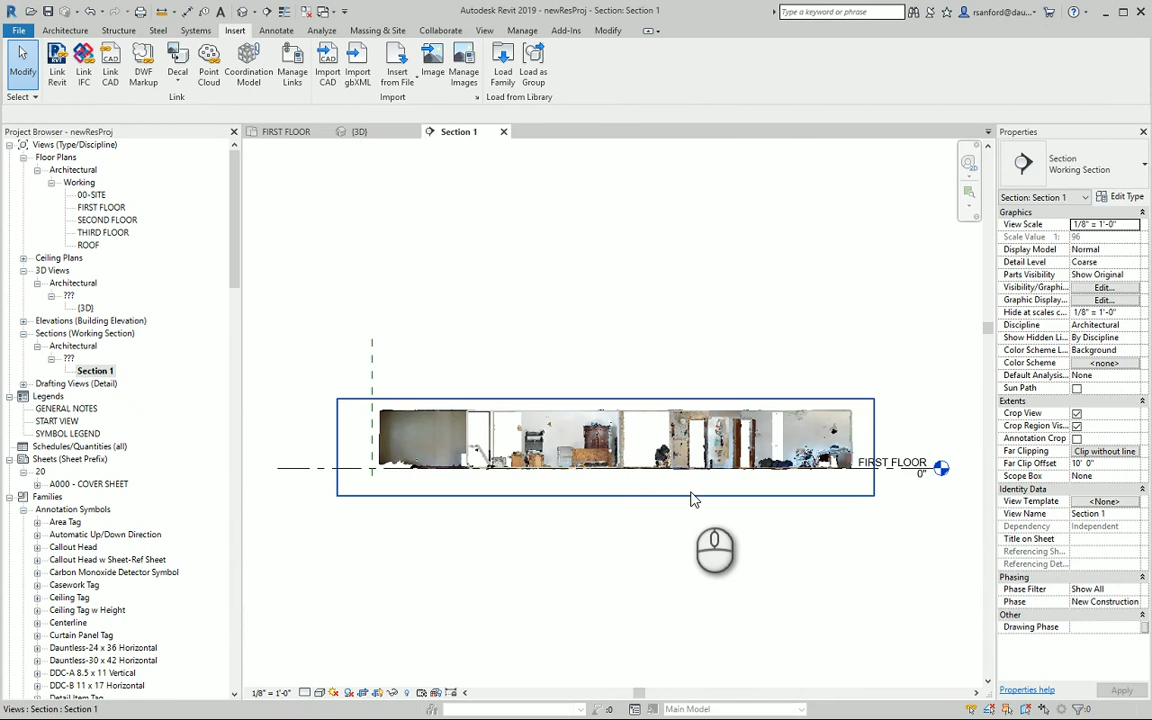 Autodesk Revit 2019 - newResProj - Section: Section 1
Type a keyword or phrase
rsanford@dau...
File Architecture Structure Steel Systems Insert Annotate Analyze Massing & Site Collaborate View Manage Add-Ins Modify
Modify
Link Revit
Link IFC
Link CAD
DWF Markup
Decal
Point Cloud
Coordination Model
Manage Links
Import CAD
Import gbXML
Insert from File
Image
Manage Images
Load Family
Load as Group
Select
Link
Import
Load from Library
Project Browser - newResProj
Views (Type/Discipline)
Floor Plans
Architectural
Working
00-SITE
FIRST FLOOR
SECOND FLOOR
THIRD FLOOR
ROOF
Ceiling Plans
3D Views
Architectural
???
{3D}
Elevations (Building Elevation)
Sections (Working Section)
Architectural
???
Section 1
Drafting Views (Detail)
Legends
GENERAL NOTES
START VIEW
SYMBOL LEGEND
Schedules/Quantities (all)
Sheets (Sheet Prefix)
20
A000 - COVER SHEET
Families
Annotation Symbols
Area Tag
Automatic Up/Down Direction
Callout Head
Callout Head w Sheet-Ref Sheet
Carbon Monoxide Detector Symbol
Casework Tag
Ceiling Tag
Ceiling Tag w Height
Centerline
Curtain Panel Tag
Dauntless-24 x 36 Horizontal
Dauntless-30 x 42 Horizontal
DDC-A 8.5 x 11 Vertical
DDC-B 11 x 17 Horizontal
Detail Item Tag
FIRST FLOOR
{3D}
Section 1
2D
FIRST FLOOR
0"
1/8" = 1'-0"
Properties
Section
Working Section
Section: Section 1
Edit Type
Graphics
View Scale 1/8" = 1'-0"
Scale Value 1: 96
Display Model Normal
Detail Level Coarse
Parts Visibility Show Original
Visibility/Graphi... Edit...
Graphic Display... Edit...
Hide at scales c... 1/8" = 1'-0"
Discipline Architectural
Show Hidden Li... By Discipline
Color Scheme L... Background
Color Scheme <none>
Default Analysis... None
Sun Path
Extents
Crop View
Crop Region Vis...
Annotation Crop
Far Clipping Clip without line
Far Clip Offset 10' 0"
Scope Box None
Identity Data
View Template <None>
View Name Section 1
Dependency Independent
Title on Sheet
Referencing Sh...
Referencing Det...
Phasing
Phase Filter Show All
Phase New Construction
Other
Drawing Phase
Properties help
Apply
Views : Section : Section 1
:0
Main Model
:0